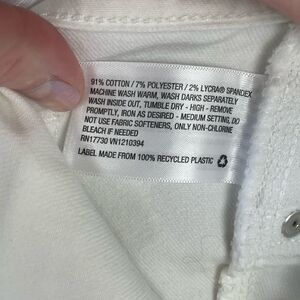 91% COTTON / 7% POLYESTER / 2% LYCRA® SPANDEX
MACHINE WASH WARM, WASH DARKS SEPARATELY
WASH INSIDE OUT, TUMBLE DRY - HIGH - REMOVE
PROMPTLY, IRON AS DESIRED - MEDIUM SETTING, DO
NOT USE FABRIC SOFTENERS, ONLY NON-CHLORINE
BLEACH IF NEEDED
RN17730 VN1210394
LABEL MADE FROM 100% RECYCLED PLASTIC